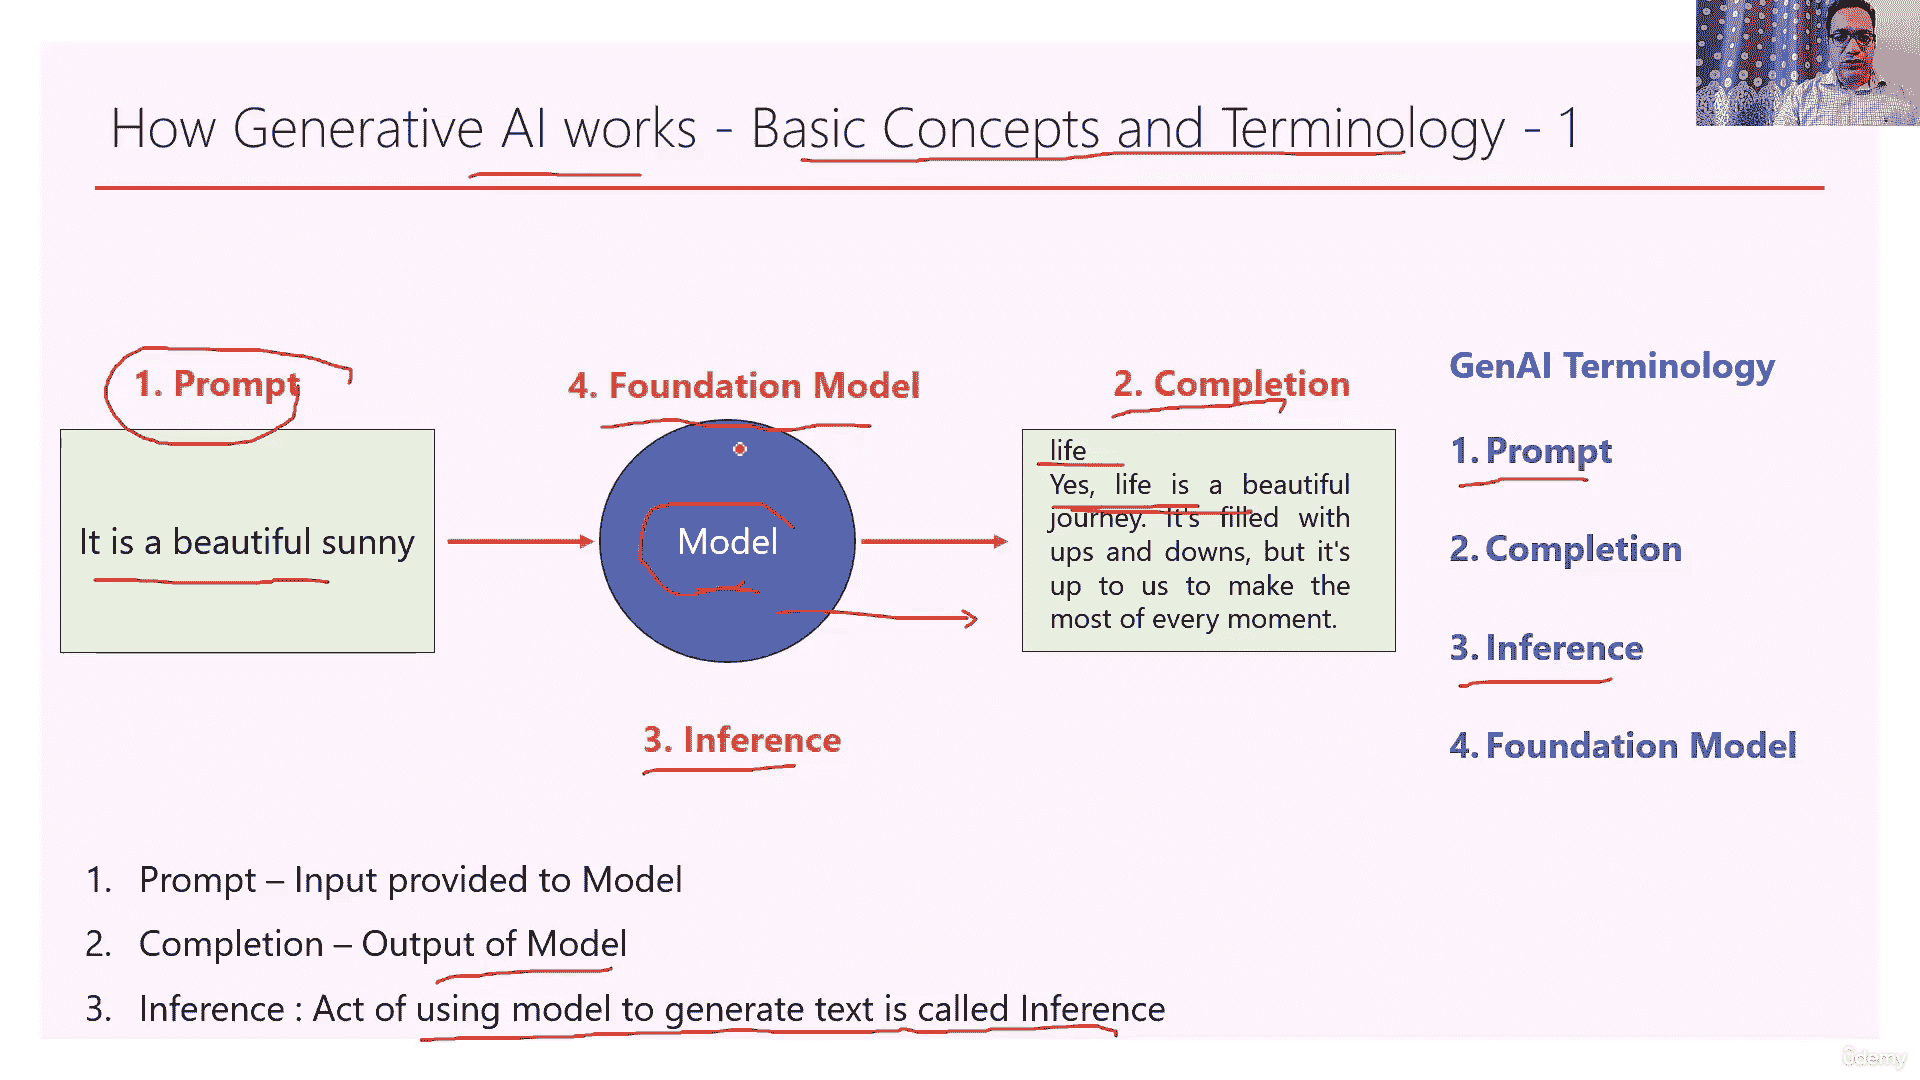 How Generative AI works - Basic Concepts and Terminology - 1
1. Prompt
4. Foundation Model
2. Completion
It is a beautiful sunny
Model
life
Yes, life is a beautiful
journey. It's filled with
ups and downs, but it's
up to us to make the
most of every moment.
3. Inference
GenAI Terminology
1. Prompt
2. Completion
3. Inference
4. Foundation Model
1. Prompt – Input provided to Model
2. Completion – Output of Model
3. Inference : Act of using model to generate text is called Inference
ûdemy